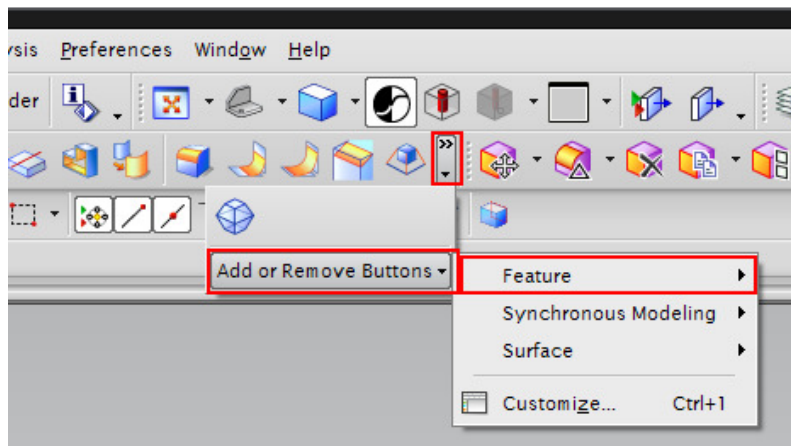 ysis Preferences Window Help
der
Add or Remove Buttons
Feature
Synchronous Modeling
Surface
Customize... Ctrl+1